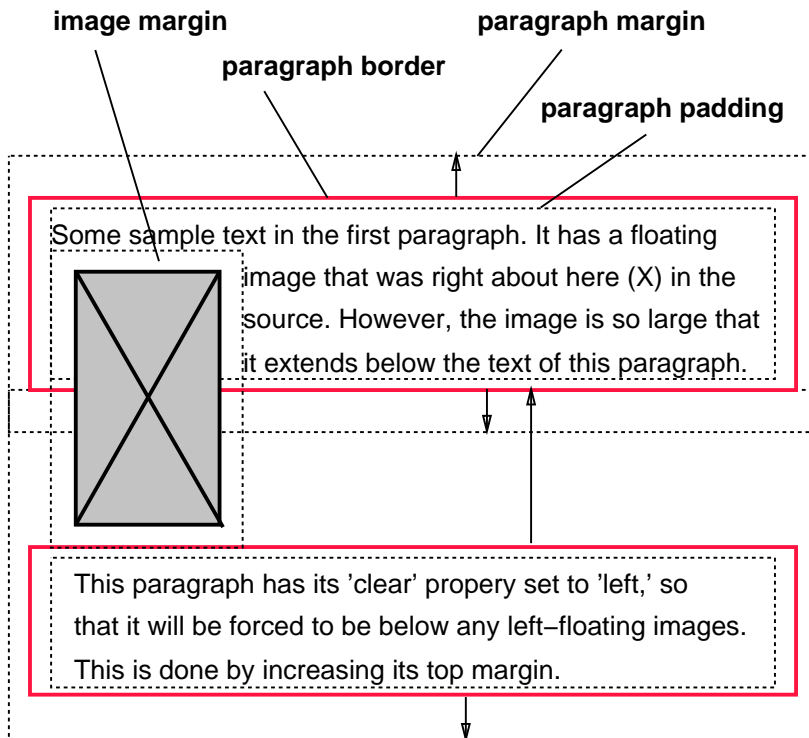 image margin
paragraph margin
paragraph border
paragraph padding
Some sample text in the first paragraph. It has a floating
image that was right about here (X) in the
source. However, the image is so large that
it extends below the text of this paragraph.
This paragraph has its ’clear’ propery set to ’left,’ so
that it will be forced to be below any left−floating images.
This is done by increasing its top margin.